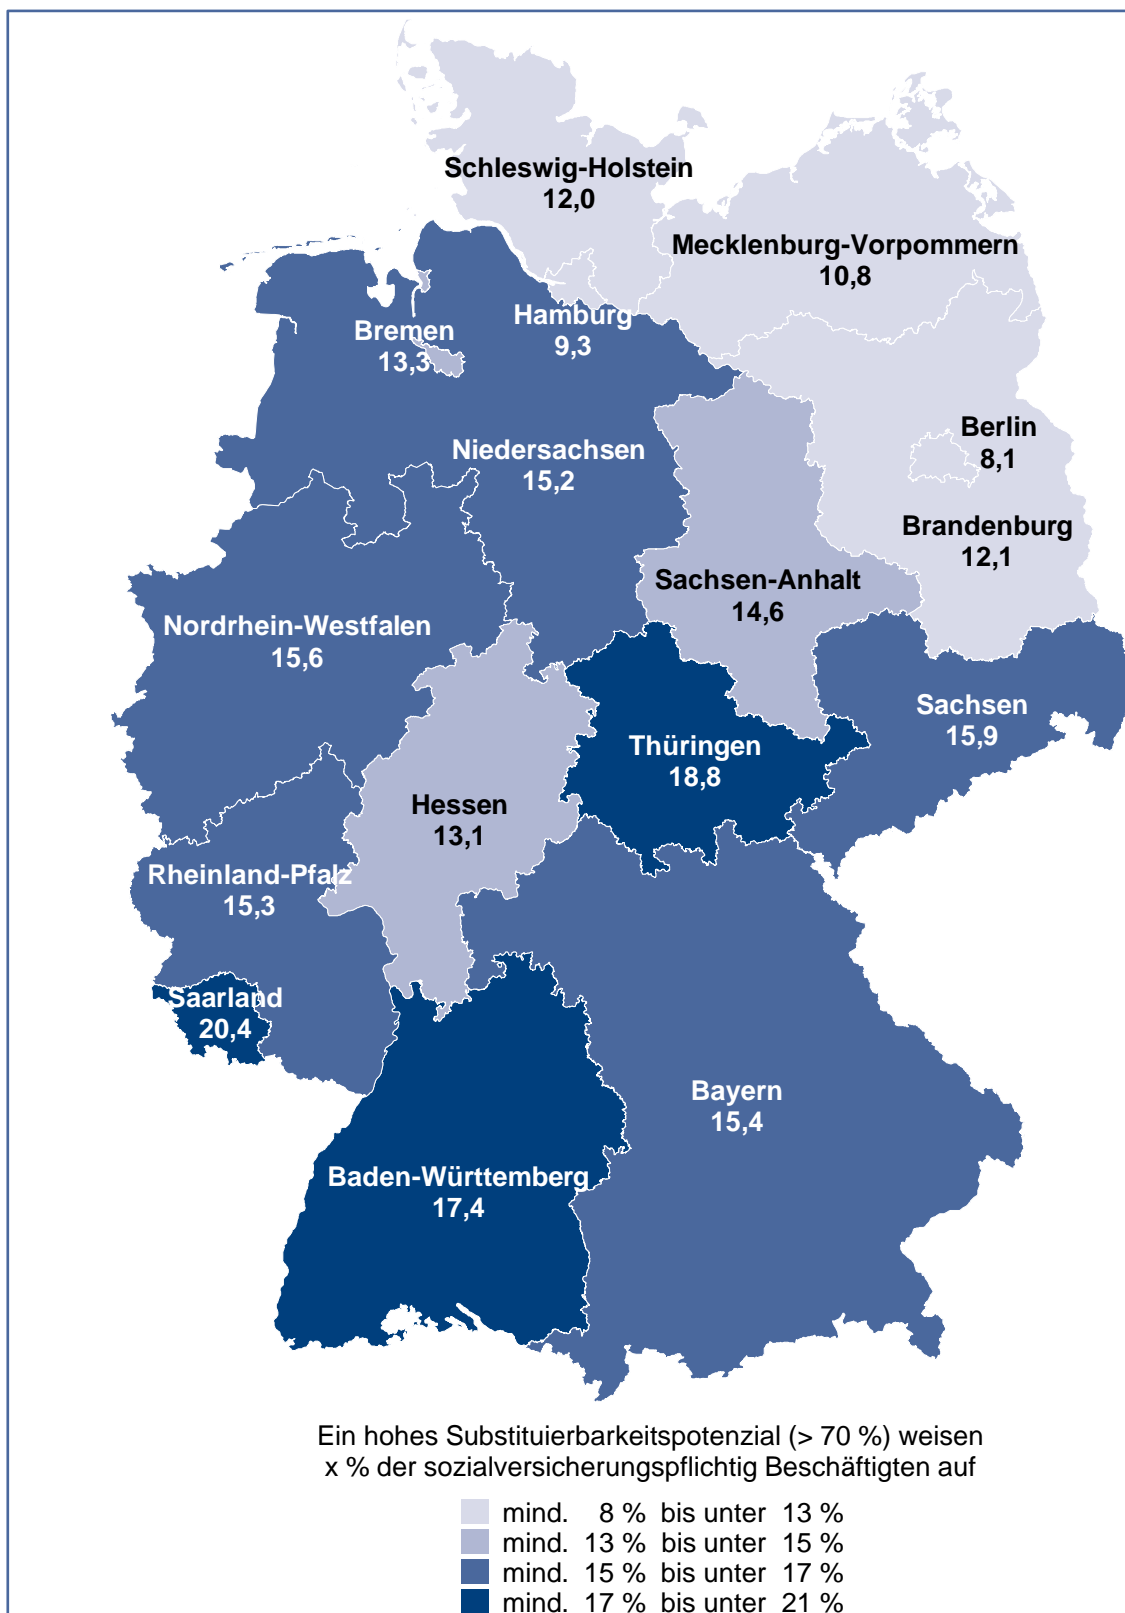 Schleswig-Holstein
12,0
Mecklenburg-Vorpommern
10,8
Hamburg
9,3
Bremen
13,3
Berlin
8,1
Niedersachsen
15,2
Brandenburg
12,1
Sachsen-Anhalt
14,6
Nordrhein-Westfalen
15,6
Sachsen
15,9
Thüringen
18,8
Hessen
13,1
Rheinland-Pfalz
15,3
Saarland
20,4
Bayern
15,4
Baden-Württemberg
17,4
Ein hohes Substituierbarkeitspotenzial (> 70 %) weisen
x % der sozialversicherungspflichtig Beschäftigten auf
mind. 8 % bis unter 13 %
mind. 13 % bis unter 15 %
mind. 15 % bis unter 17 %
mind. 17 % bis unter 21 %